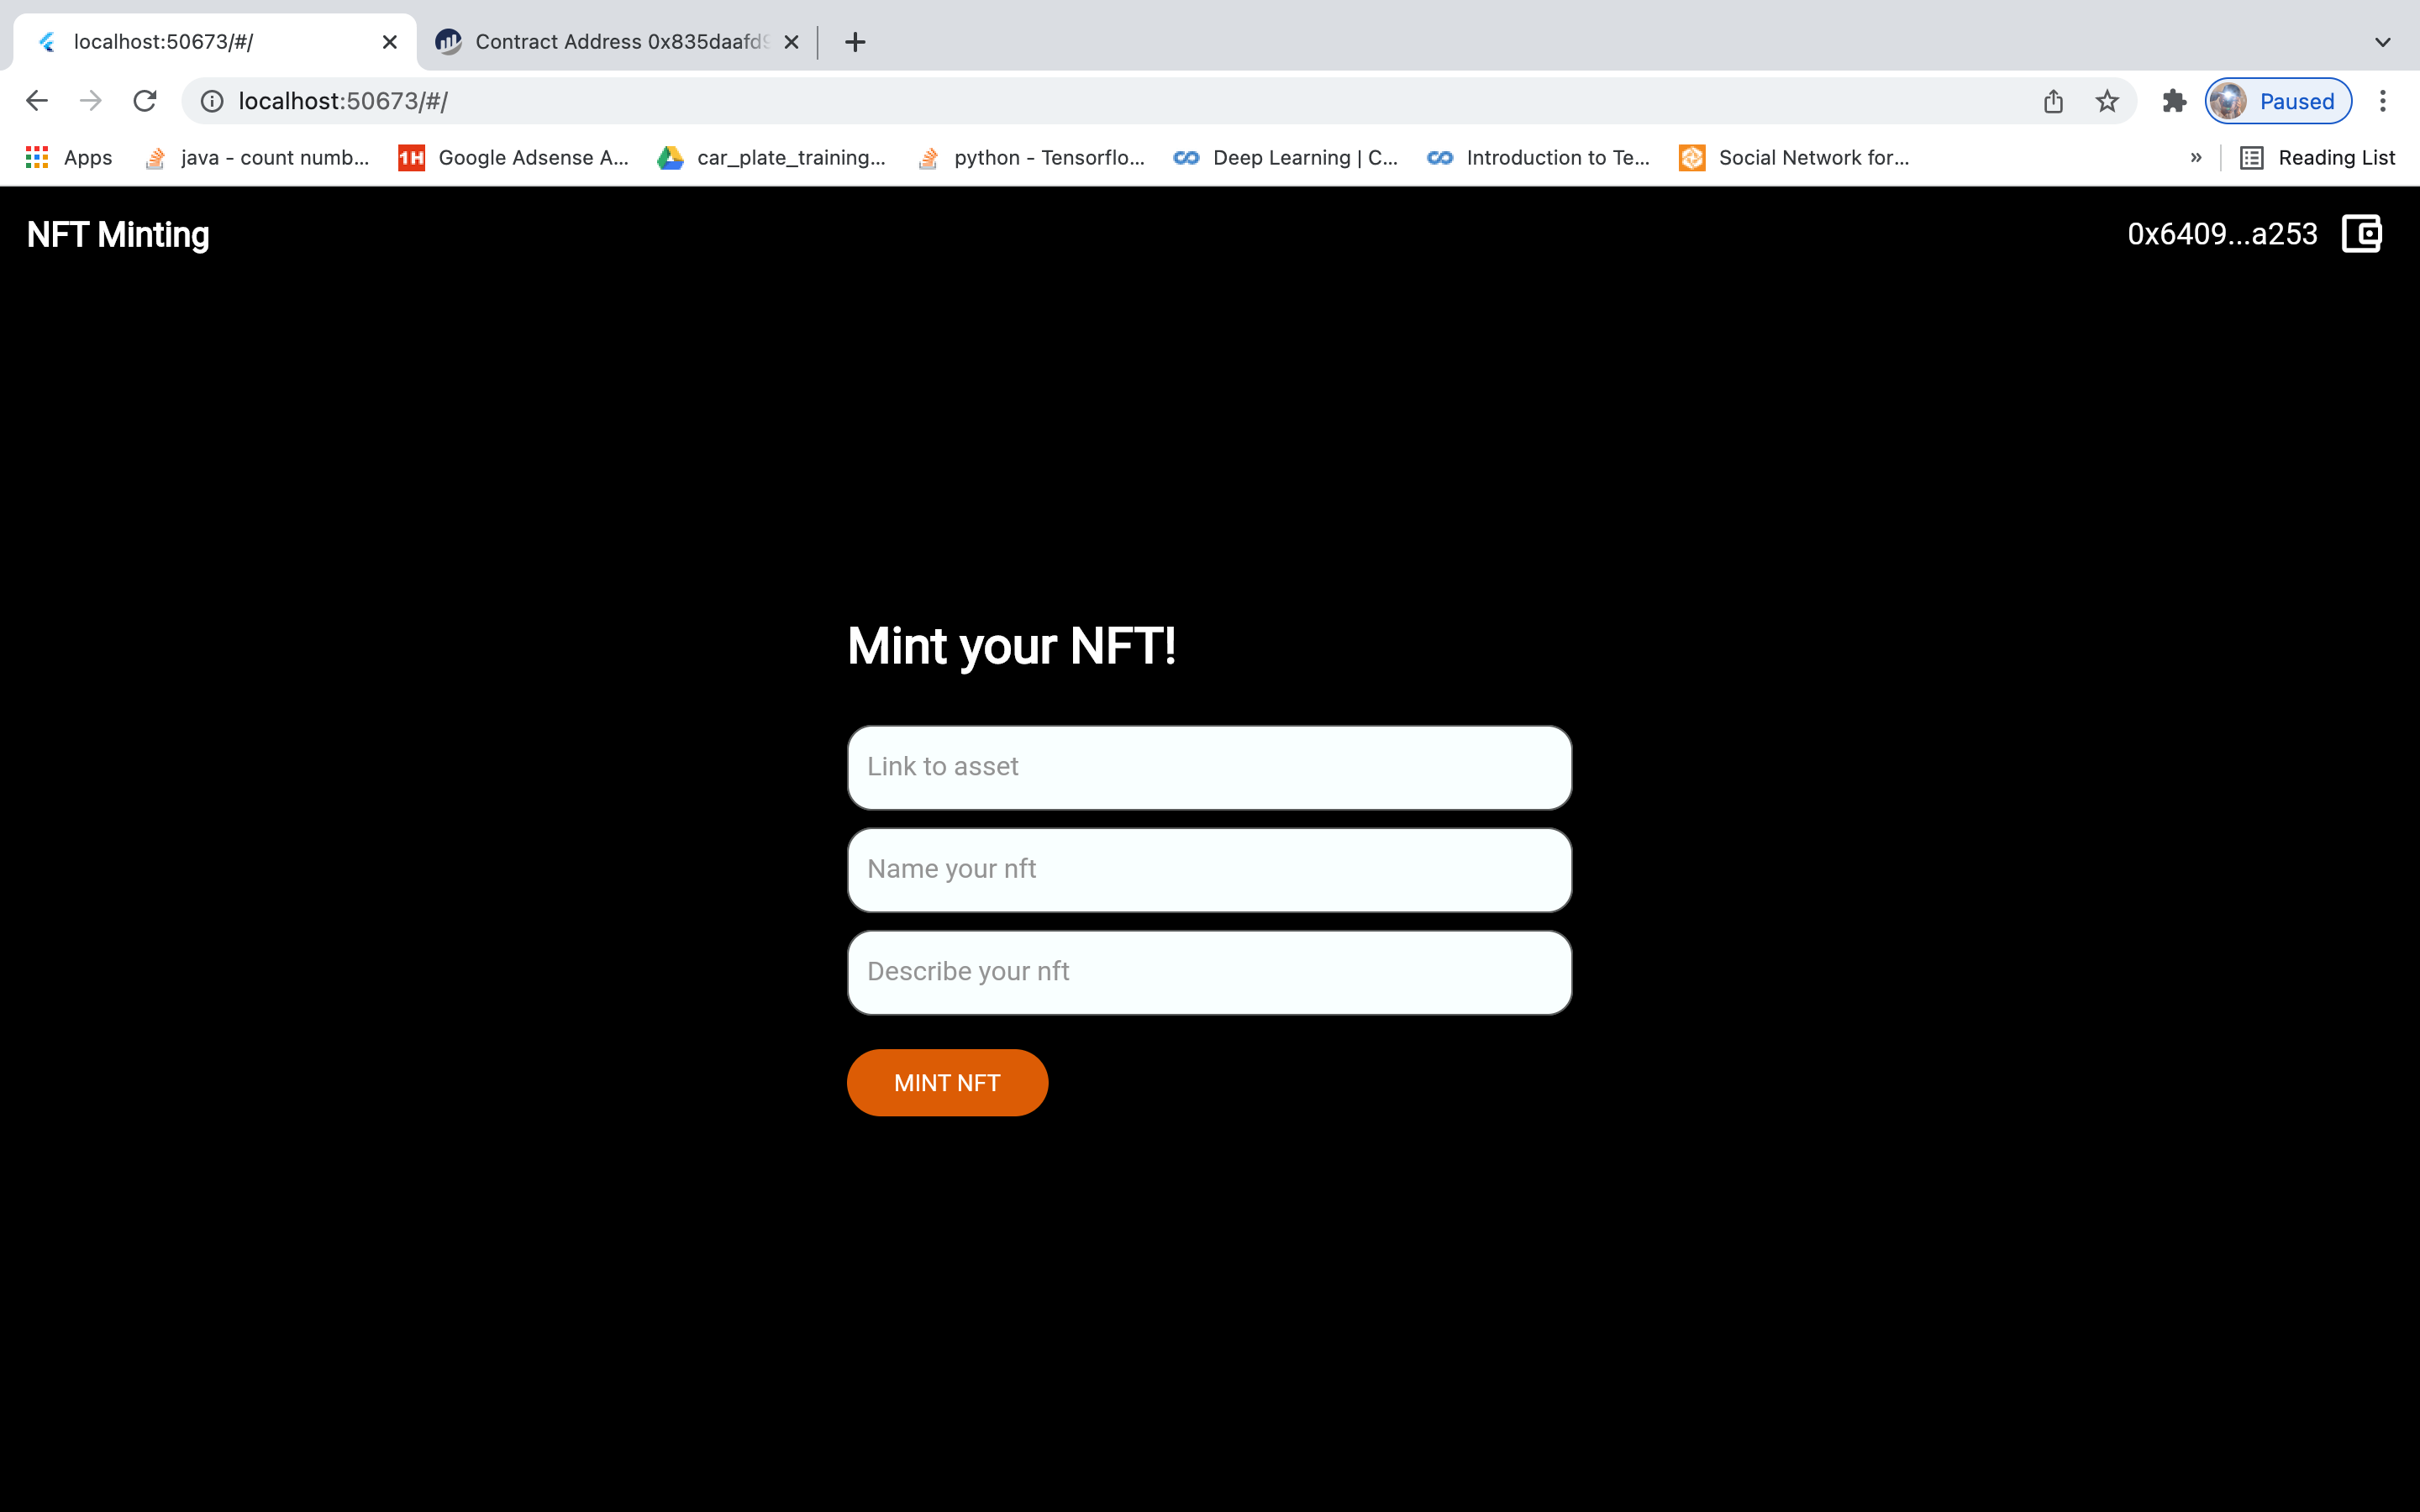 localhost:50673/#/
Contract Address 0x835daafd9
localhost:50673/#/
Paused
Apps
java - count numb...
1H
Google Adsense A...
car_plate_training...
python - Tensorflo...
Deep Learning | C...
Introduction to Te...
Social Network for...
»
Reading List
NFT Minting
0x6409...a253
Mint your NFT!
Link to asset
Name your nft
Describe your nft
MINT NFT